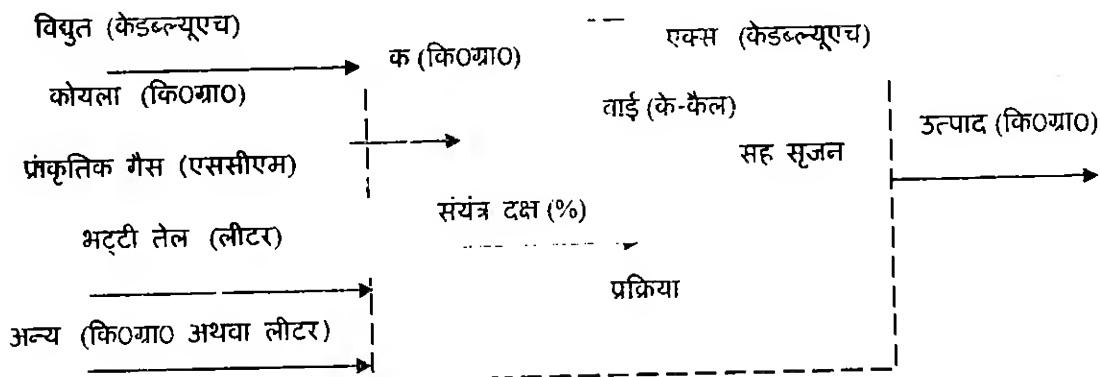 विद्युत (केडब्ल्यूएच)
क (कि0ग्रा0)
एक्स (केडब्ल्यूएच)
कोयला (कि0ग्रा0)
वाई (के-कैल)
उत्पाद (कि0ग्रा0)
सह सृजन
प्रांकृतिक गैस (एससीएम)
संयंत्र दक्ष (%)
भट्टी तेल (लीटर)
प्रक्रिया
अन्य (कि0ग्रा0 अथवा लीटर)